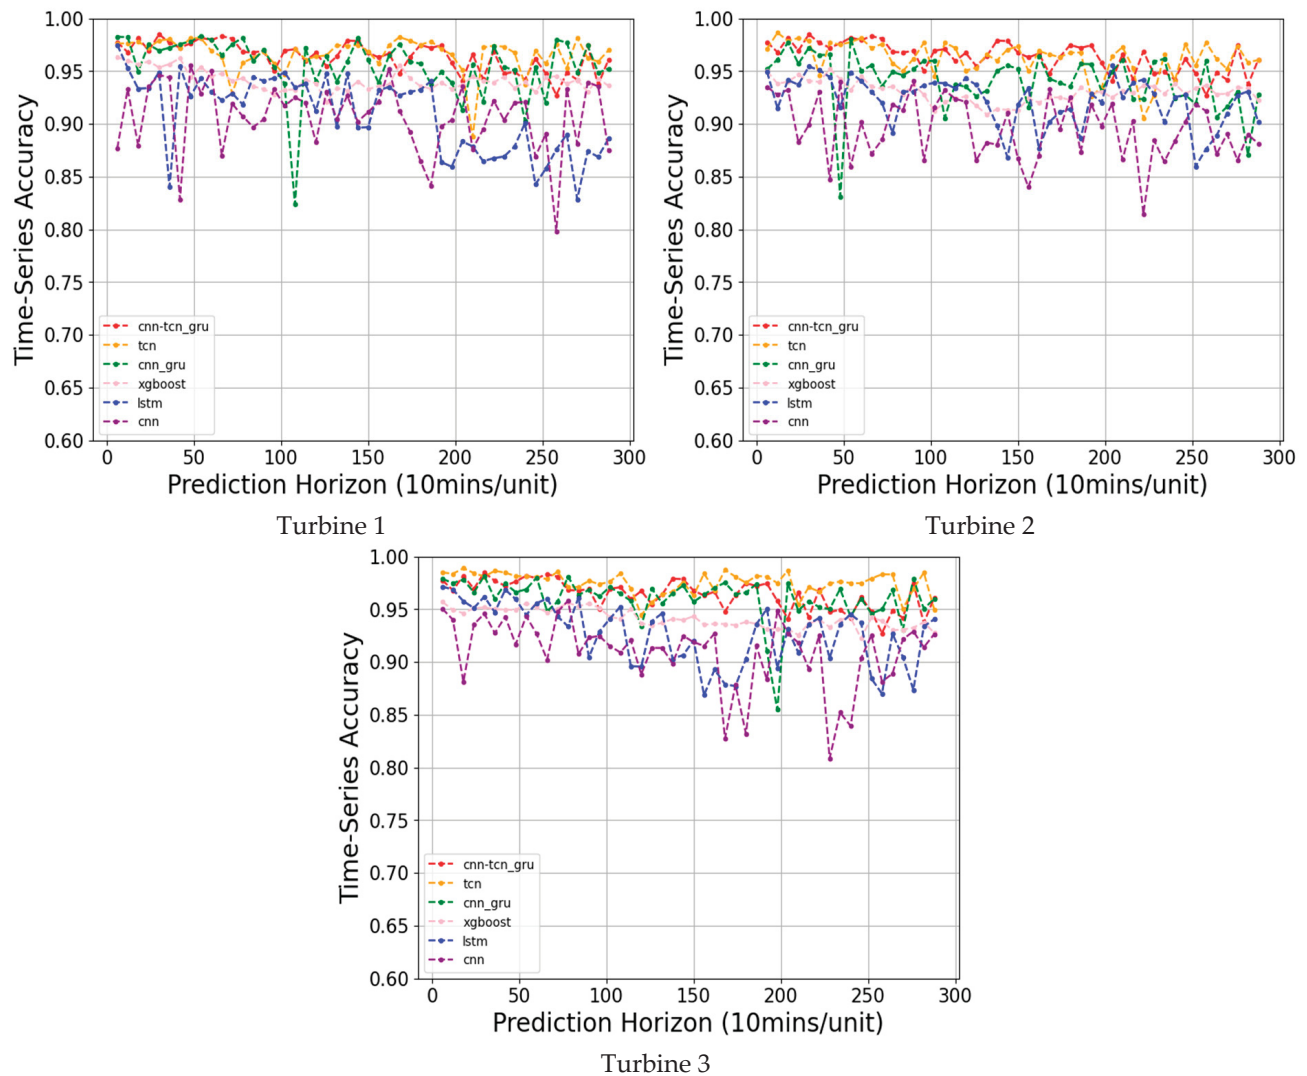 1.00
0.95
0.90
0.85
0.80
0.75
0.70
0.65
0.60
Time-Series Accuracy
cnn-tcn_gru
tcn
cnn_gru
xgboost
lstm
cnn
0 50 100 150 200 250 300
Prediction Horizon (10mins/unit)
Turbine 1
1.00
0.95
0.90
0.85
0.80
0.75
0.70
0.65
0.60
Time-Series Accuracy
cnn-tcn_gru
tcn
cnn_gru
xgboost
lstm
cnn
0 50 100 150 200 250 300
Prediction Horizon (10mins/unit)
Turbine 2
1.00
0.95
0.90
0.85
0.80
0.75
0.70
0.65
0.60
Time-Series Accuracy
cnn-tcn_gru
tcn
cnn_gru
xgboost
lstm
cnn
0 50 100 150 200 250 300
Prediction Horizon (10mins/unit)
Turbine 3